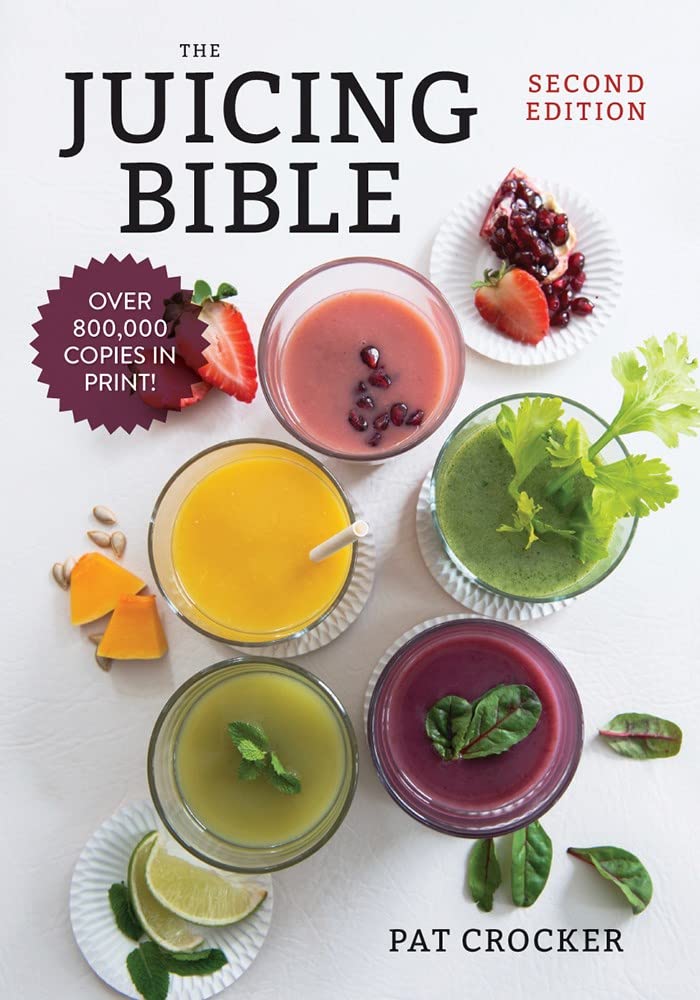 THE
JUICING
BIBLE
SECOND
EDITION
OVER
800,000
COPIES IN
PRINT!
PAT CROCKER